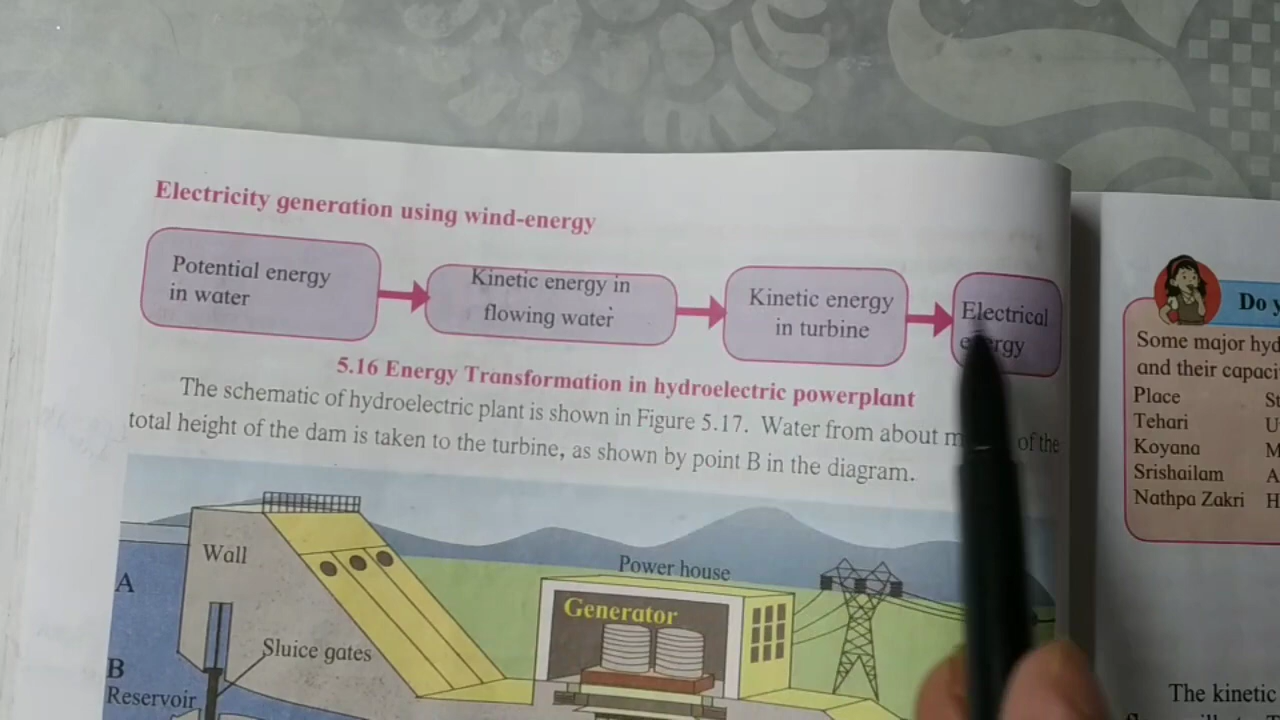 Electricity generation using wind-energy
Potential energy
in water
Kinetic energy in
flowing water
Kinetic energy
in turbine
Electrical
5.16 Energy Transformation in hydroelectric powerplant
The schematic of hydroelectric plant is shown in Figure 5.17. Water from about of the
total height of the dam is taken to the turbine, as shown by point B in the diagram.
Wall
A
Power house
Generator
Sluice gates
B
Reservoir
Do
Some major
and their
Place
Tehari
Koyana
Srishailam
Nathpa Zakri
The kinetic